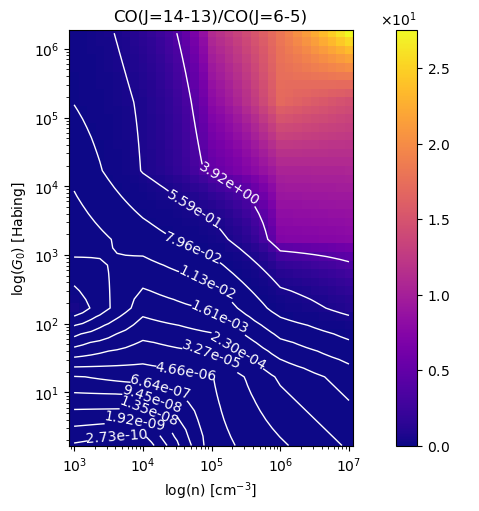 CO(J=14-13)/CO(J=6-5)
×10¹
10⁶
10⁵
10⁴
10³
10²
10¹
log(G₀) [Habing]
3.92e+00
5.59e-01
7.96e-02
1.13e-02
1.61e-03
2.30e-04
3.27e-05
4.66e-06
6.64e-07
9.45e-08
1.35e-08
1.92e-09
2.73e-10
10³
10⁴
10⁵
10⁶
10⁷
log(n) [cm⁻³]
2.5
2.0
1.5
1.0
0.5
0.0